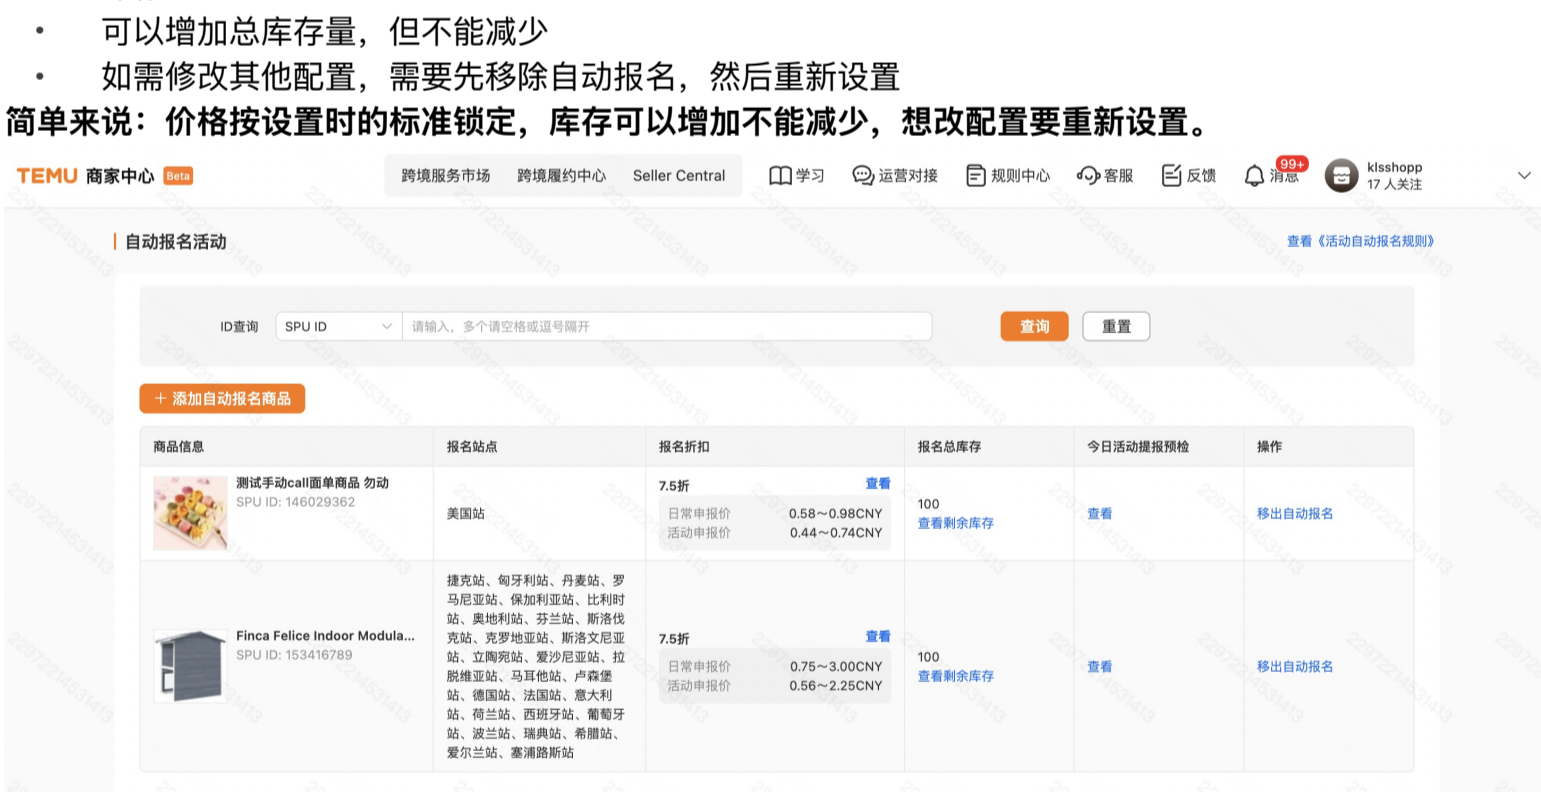 • 可以增加总库存量，但不能减少
• 如需修改其他配置，需要先移除自动报名，然后重新设置
简单来说：价格按设置时的标准锁定，库存可以增加不能减少，想改配置要重新设置。
TEMU 商家中心 Beta 跨境服务市场 跨境履约中心 Seller Central 学习 运营对接 规则中心 客服 反馈 消息 99+ klsshopp
17 人关注
自动报名活动 查看《活动自动报名规则》
ID查询 SPU ID 请输入，多个请空格或逗号隔开 查询 重置
+ 添加自动报名商品
商品信息 报名站点 报名折扣 报名总库存 今日活动提报预检 操作
测试手动call面单商品 勿动
SPU ID: 146029362
美国站
7.5折 查看
日常申报价 0.58～0.98CNY
活动申报价 0.44～0.74CNY
100
查看剩余库存
查看
移出自动报名
Finca Felice Indoor Modula...
SPU ID: 153416789
捷克站、匈牙利站、丹麦站、罗
马尼亚站、保加利亚站、比利时
站、奥地利站、芬兰站、斯洛伐
克站、克罗地亚站、斯洛文尼亚
站、立陶宛站、爱沙尼亚站、拉
脱维亚站、马耳他站、卢森堡
站、德国站、法国站、意大利
站、荷兰站、西班牙站、葡萄牙
站、波兰站、瑞典站、希腊站、
爱尔兰站、塞浦路斯站
7.5折 查看
日常申报价 0.75～3.00CNY
活动申报价 0.56～2.25CNY
100
查看剩余库存
查看
移出自动报名
229722145314​13